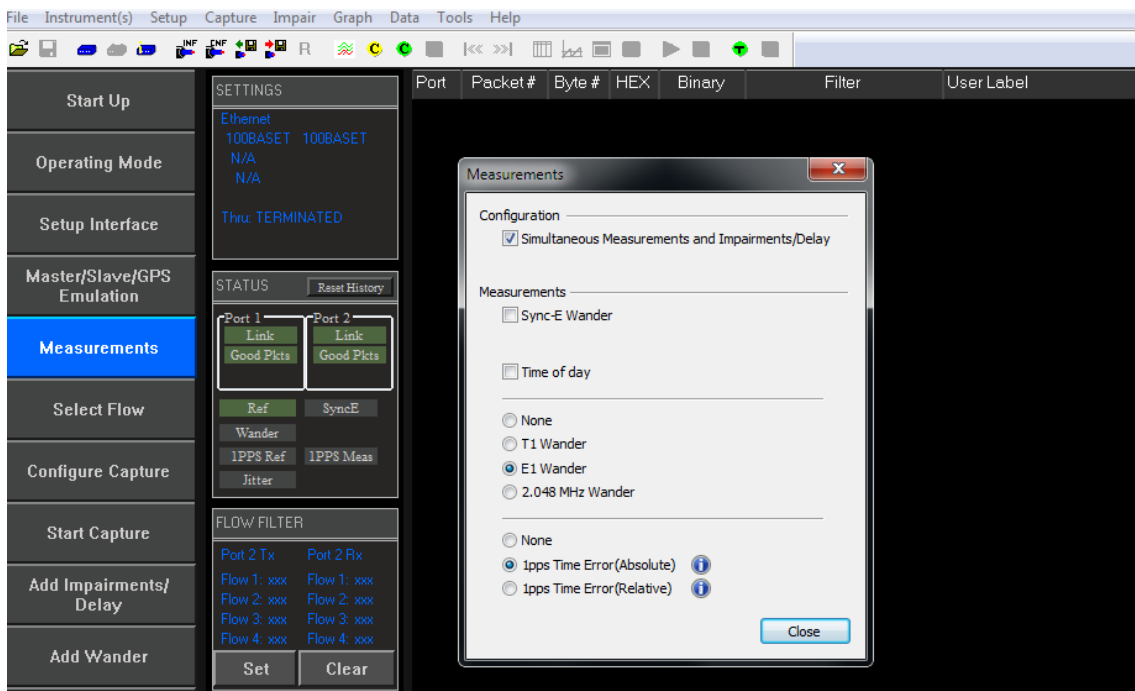 File Instrument(s) Setup Capture Impair Graph Data Tools Help
INF CNF R C C T
Start Up
Operating Mode
Setup Interface
Master/Slave/GPS
Emulation
Measurements
Select Flow
Configure Capture
Start Capture
Add Impairments/
Delay
Add Wander
SETTINGS
Ethernet
100BASET 100BASET
N/A
N/A
Thru: TERMINATED
STATUS Reset History
Port 1 Port 2
Link Link
Good Pkts Good Pkts
Ref SyncE
Wander
1PPS Ref 1PPS Meas
Jitter
FLOW FILTER
Port 2 Tx Port 2 Rx
Flow 1: xxx Flow 1: xxx
Flow 2: xxx Flow 2: xxx
Flow 3: xxx Flow 3: xxx
Flow 4: xxx Flow 4: xxx
Set Clear
Port Packet# Byte # HEX Binary Filter User Label
Measurements
Configuration
Simultaneous Measurements and Impairments/Delay
Measurements
Sync-E Wander
Time of day
None
T1 Wander
E1 Wander
2.048 MHz Wander
None
1pps Time Error(Absolute)
1pps Time Error(Relative)
Close